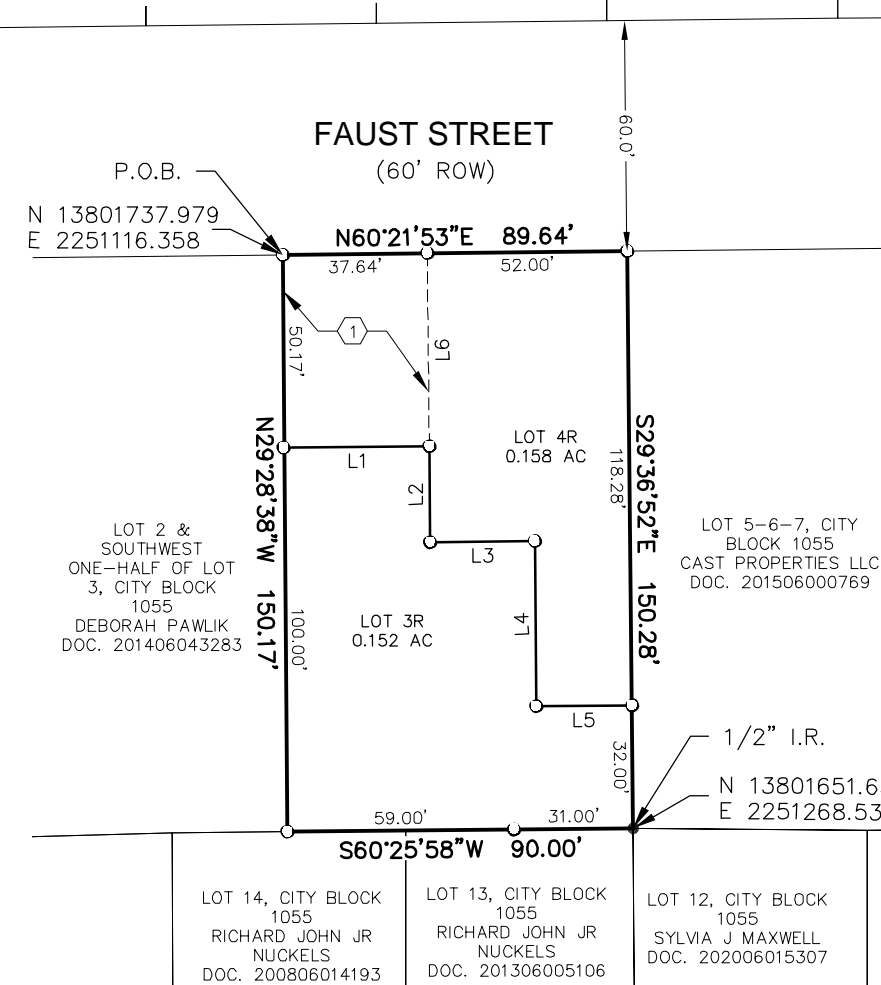 FAUST STREET
(60' ROW)
60.0'
P.O.B.
N 13801737.979
E 2251116.358
N60°21'53"E 89.64'
37.64'
52.00'
50.17'
1
L6
LOT 4R
0.158 AC
L1
L2
L3
L4
L5
118.28'
S29°36'52"E 150.28'
N29°28'38"W 150.17'
LOT 2 &
SOUTHWEST
ONE-HALF OF LOT
3, CITY BLOCK
1055
DEBORAH PAWLIK
DOC. 201406043283
LOT 5-6-7, CITY
BLOCK 1055
CAST PROPERTIES LLC
DOC. 201506000769
100.00'
LOT 3R
0.152 AC
32.00'
1/2" I.R.
N 13801651.6
E 2251268.53
59.00'
31.00'
S60°25'58"W 90.00'
LOT 14, CITY BLOCK
1055
RICHARD JOHN JR
NUCKELS
DOC. 200806014193
LOT 13, CITY BLOCK
1055
RICHARD JOHN JR
NUCKELS
DOC. 201306005106
LOT 12, CITY BLOCK
1055
SYLVIA J MAXWELL
DOC. 202006015307